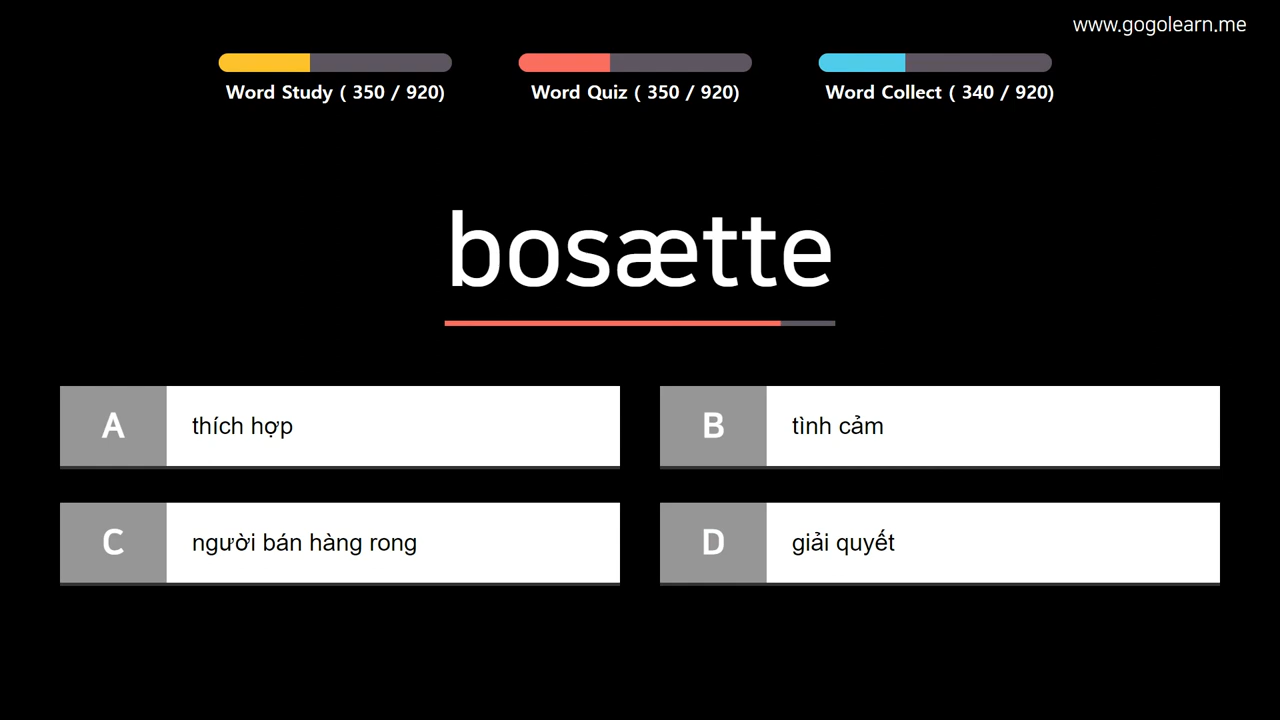 www.gogolearn.me
Word Study ( 350 / 920)
Word Quiz ( 350 / 920)
Word Collect ( 340 / 920)
bosætte
A thích hợp
B tình cảm
C người bán hàng rong
D giải quyết